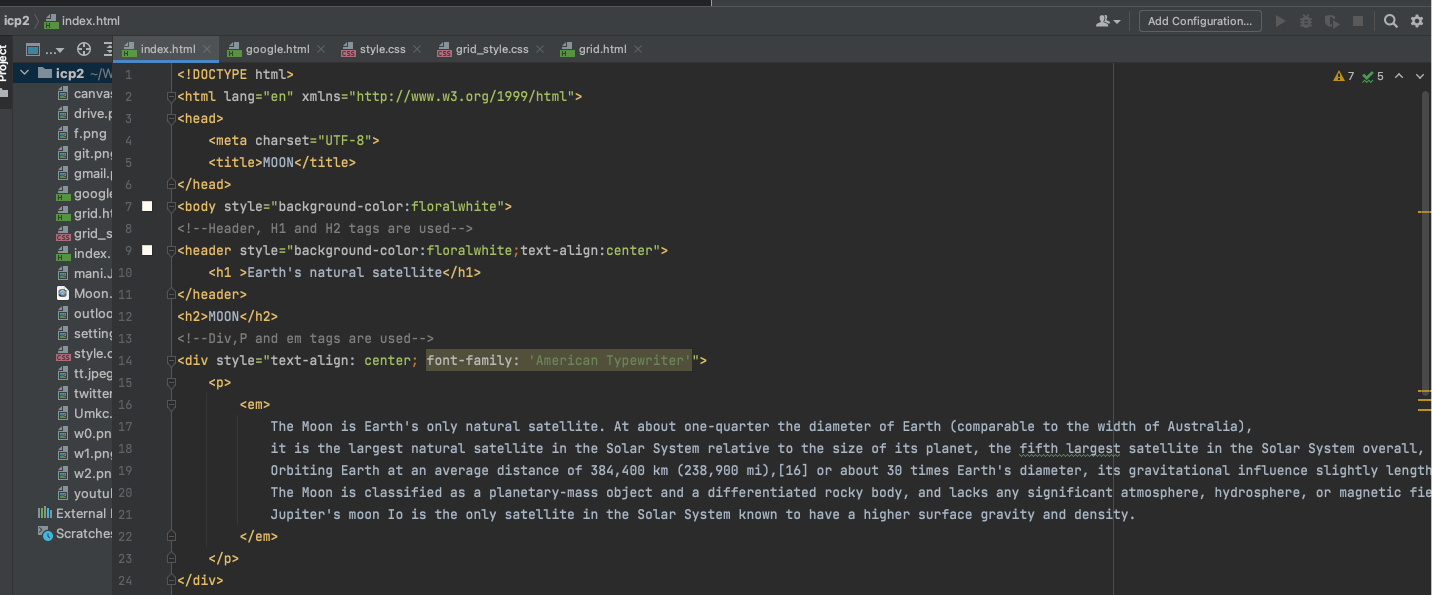 icp2 index.html Add Configuration...
... index.html google.html style.css grid_style.css grid.html
Project
icp2 ~/W
canvas
drive.p
f.png
git.png
gmail.p
google
grid.ht
grid_s
index.
mani.J
Moon.
outloo
setting
style.c
tt.jpeg
twitter
Umkc.
w0.pn
w1.png
w2.pn
youtul
External
Scratches
7 5
1 <!DOCTYPE html>
2 <html lang="en" xmlns="http://www.w3.org/1999/html">
3 <head>
4 <meta charset="UTF-8">
5 <title>MOON</title>
6 </head>
7 <body style="background-color:floralwhite">
8 <!--Header, H1 and H2 tags are used-->
9 <header style="background-color:floralwhite;text-align:center">
10 <h1 >Earth's natural satellite</h1>
11 </header>
12 <h2>MOON</h2>
13 <!--Div,P and em tags are used-->
14 <div style="text-align: center; font-family: 'American Typewriter'">
15 <p>
16 <em>
17 The Moon is Earth's only natural satellite. At about one-quarter the diameter of Earth (comparable to the width of Australia),
18 it is the largest natural satellite in the Solar System relative to the size of its planet, the fifth largest satellite in the Solar System overall,
19 Orbiting Earth at an average distance of 384,400 km (238,900 mi),[16] or about 30 times Earth's diameter, its gravitational influence slightly length
20 The Moon is classified as a planetary-mass object and a differentiated rocky body, and lacks any significant atmosphere, hydrosphere, or magnetic fie
21 Jupiter's moon Io is the only satellite in the Solar System known to have a higher surface gravity and density.
22 </em>
23 </p>
24 </div>